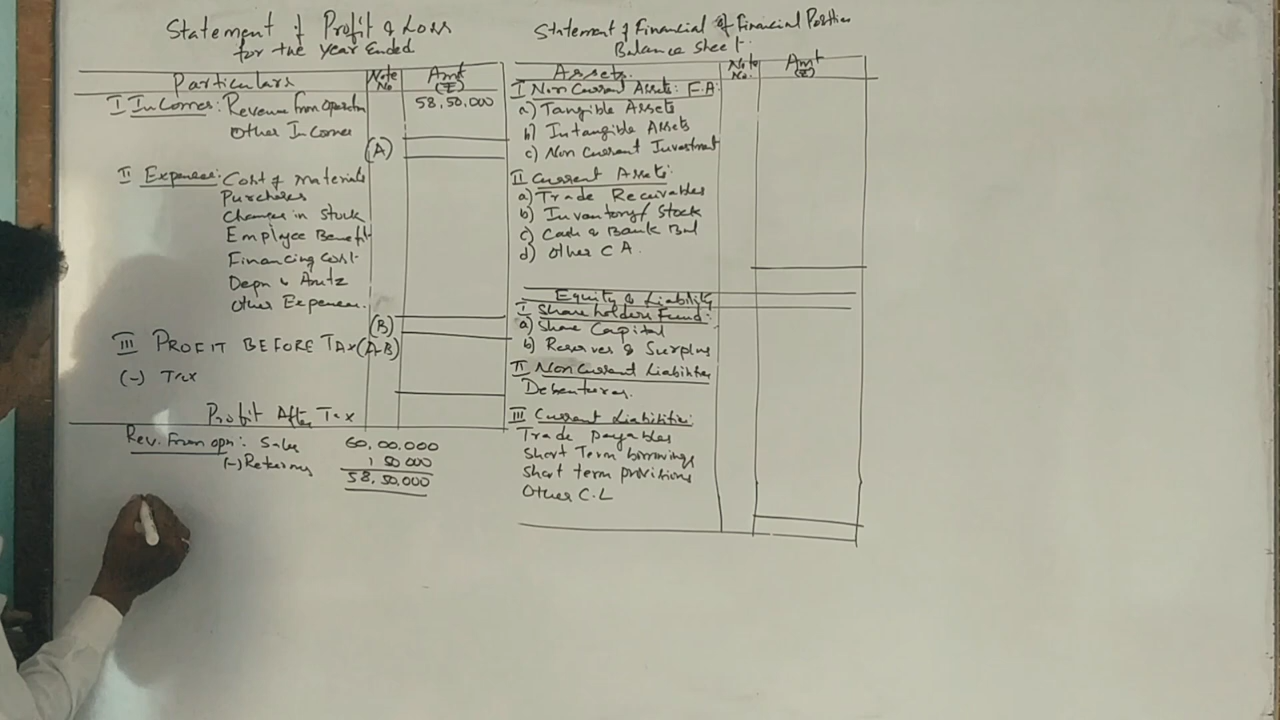 Statement of Profit & Loss
for the year Ended
Particulars Note No Amt (₹)
I Incomes: Revenue from Operation 58,50,000
Other Incomes
(A)
II Expenses: Cost of materials
Purchases
Changes in Stock
Employee Benefit
Financing Cost
Depn & Amtz
Other Expenses.
(B)
III PROFIT BEFORE TAX (A-B)
(-) Tax
Profit After Tax
Rev. From opn: Sales 60,00,000
(-) Returns 1 50 000
58,50,000
Statement of Financial of Financial Position
Balance Sheet.
Assets. Note No. Amt (₹)
I Non Current Assets: F.A:
a) Tangible Assets
b) Intangible Assets
c) Non Current Investment
II Current Assets:
a) Trade Receivables
b) Inventory/ Stock
c) Cash & Bank Bal
d) Other C A.
Equity & Liability
I Share holders Fund:
a) Share Capital
b) Reserves & Surplus
II Non Current Liabilities
Debentures.
III Current Liabilities:
Trade payables
Short Term borrowings
Short term provisions
Other C.L